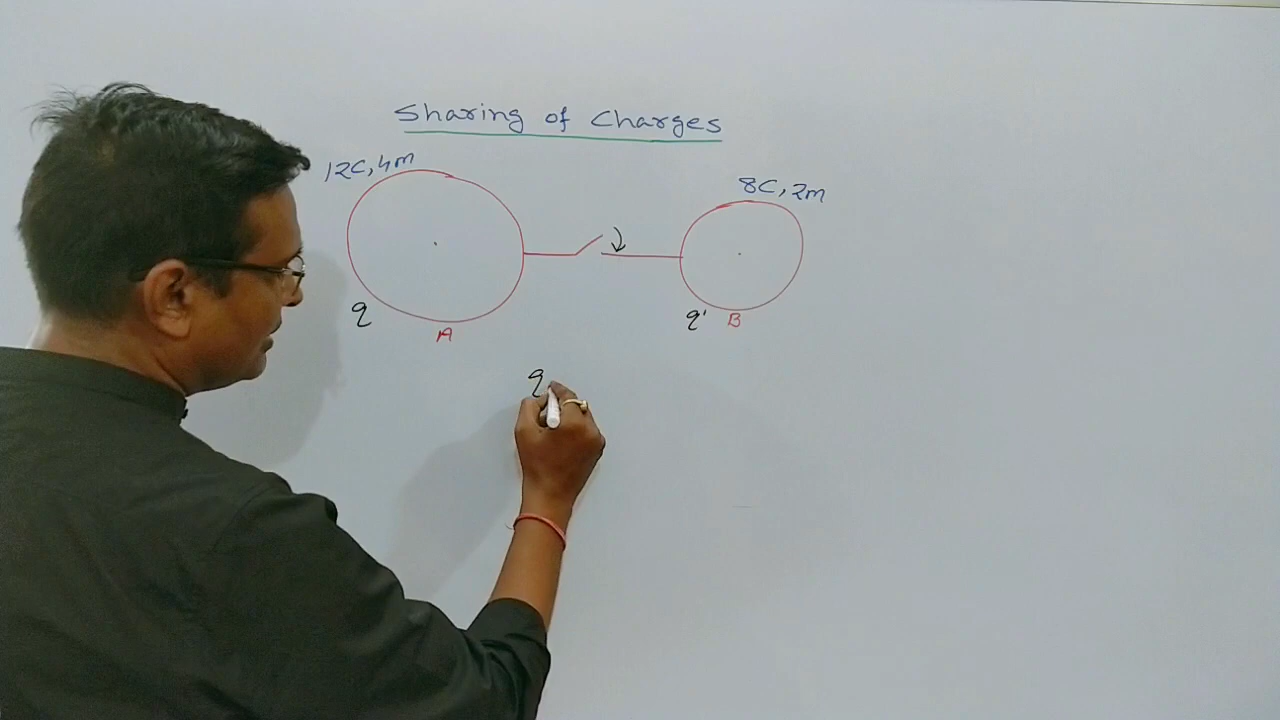 Sharing of Charges
12C, 4m
8C, 2m
q
A
q'
B
q